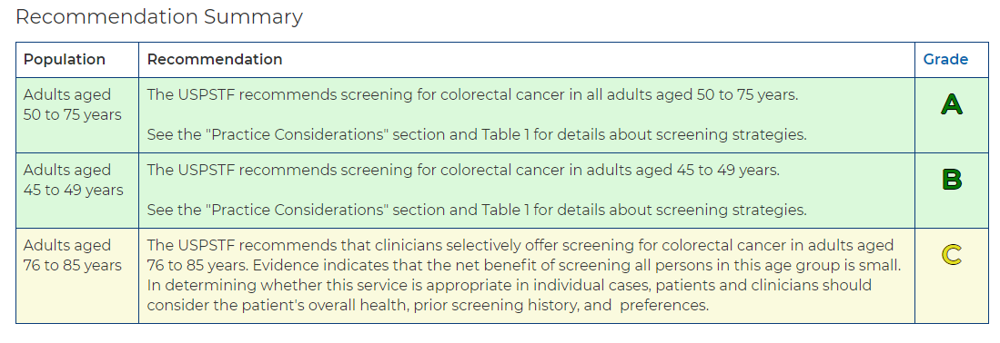 Recommendation Summary
Population Recommendation Grade
Adults aged
50 to 75 years
The USPSTF recommends screening for colorectal cancer in all adults aged 50 to 75 years.
See the "Practice Considerations" section and Table 1 for details about screening strategies.
A
Adults aged
45 to 49 years
The USPSTF recommends screening for colorectal cancer in adults aged 45 to 49 years.
See the "Practice Considerations" section and Table 1 for details about screening strategies.
B
Adults aged
76 to 85 years
The USPSTF recommends that clinicians selectively offer screening for colorectal cancer in adults aged
76 to 85 years. Evidence indicates that the net benefit of screening all persons in this age group is small.
In determining whether this service is appropriate in individual cases, patients and clinicians should
consider the patient's overall health, prior screening history, and  preferences.
C